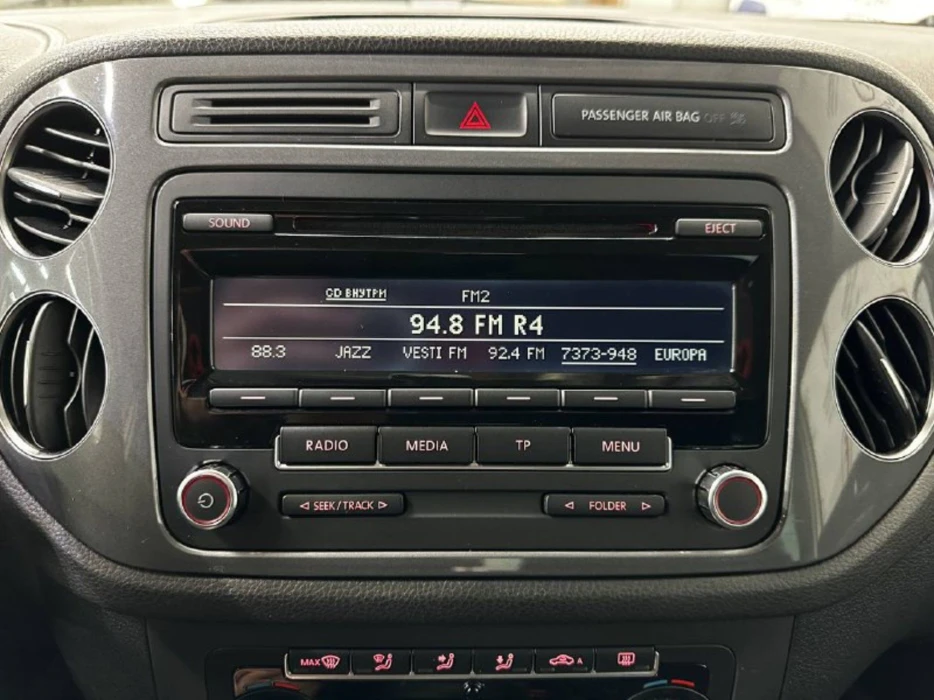 PASSENGER AIR BAG OFF
SOUND
EJECT
CD ВНУТРИ FM2
94.8 FM R4
88.3 JAZZ VESTI FM 92.4 FM 7373-948 EUROPA
RADIO MEDIA TP MENU
SEEK/TRACK FOLDER
MAX A